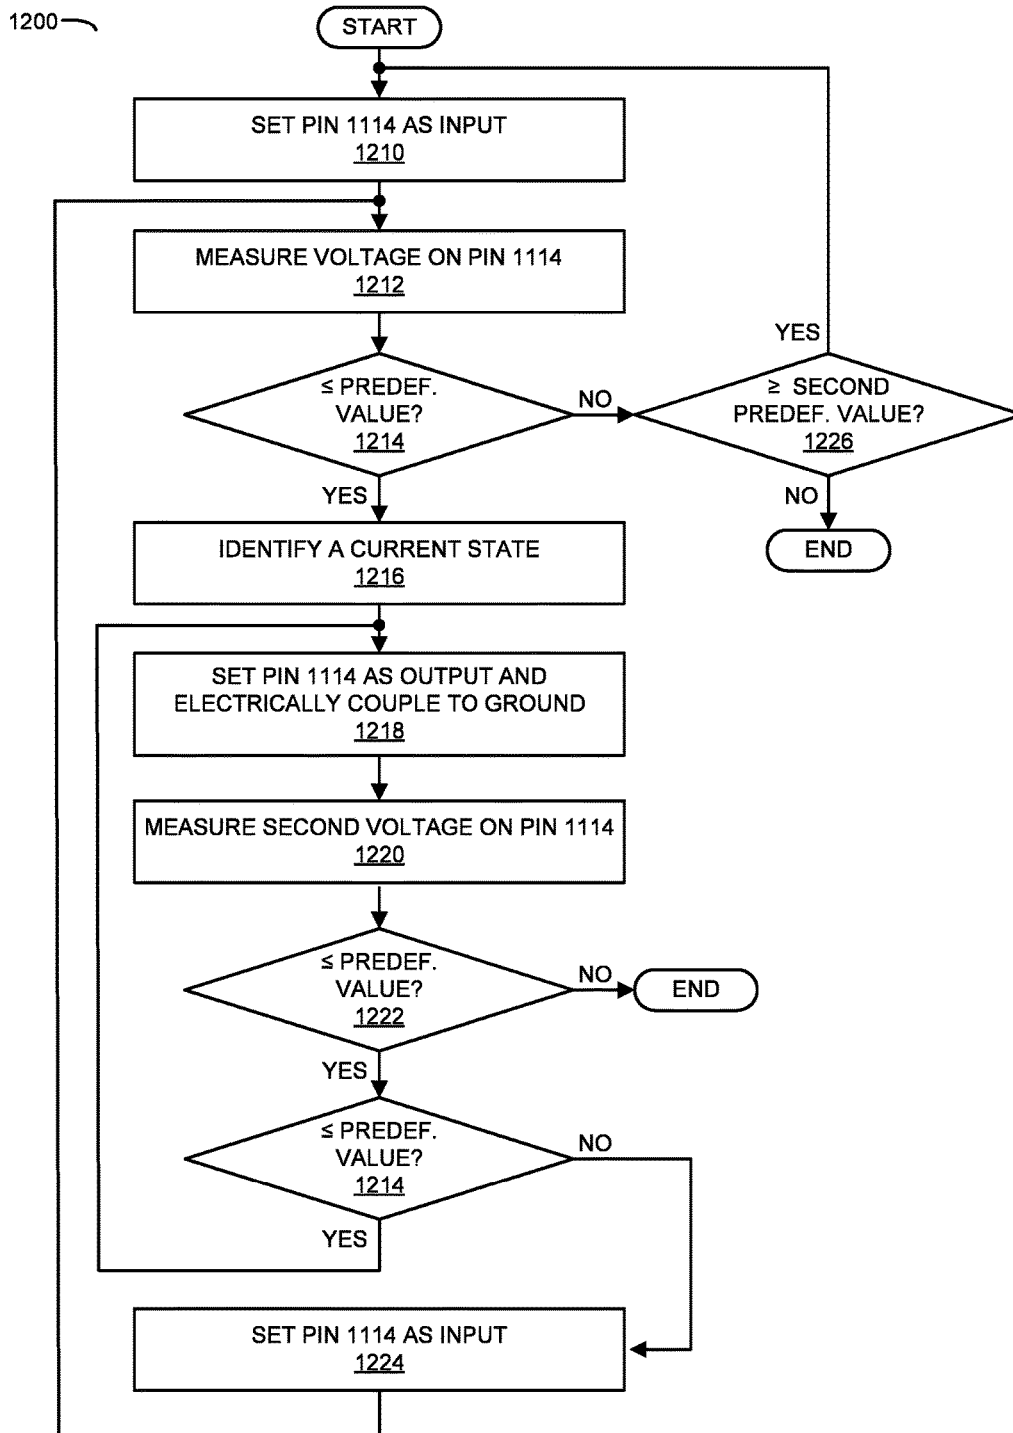 1200
START
SET PIN 1114 AS INPUT
1210
MEASURE VOLTAGE ON PIN 1114
1212
≤ PREDEF.
VALUE?
1214
NO
YES
≥ SECOND
PREDEF. VALUE?
1226
YES
NO
END
IDENTIFY A CURRENT STATE
1216
SET PIN 1114 AS OUTPUT AND
ELECTRICALLY COUPLE TO GROUND
1218
MEASURE SECOND VOLTAGE ON PIN 1114
1220
≤ PREDEF.
VALUE?
1222
NO
END
YES
≤ PREDEF.
VALUE?
1214
NO
YES
SET PIN 1114 AS INPUT
1224